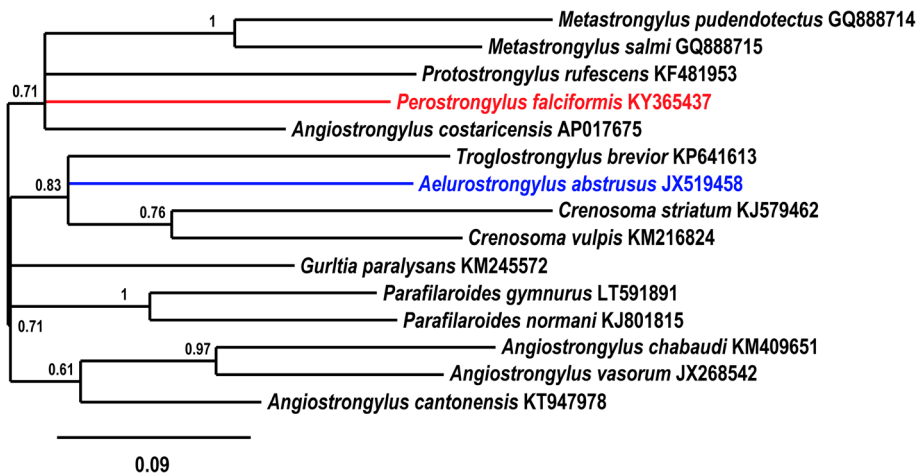 1
Metastrongylus pudendotectus GQ888714
Metastrongylus salmi GQ888715
Protostrongylus rufescens KF481953
0.71
Perostrongylus falciformis KY365437
Angiostrongylus costaricensis AP017675
Troglostrongylus brevior KP641613
0.83
Aelurostrongylus abstrusus JX519458
0.76
Crenosoma striatum KJ579462
Crenosoma vulpis KM216824
Gurltia paralysans KM245572
1
Parafilaroides gymnurus LT591891
Parafilaroides normani KJ801815
0.71
0.97
Angiostrongylus chabaudi KM409651
0.61
Angiostrongylus vasorum JX268542
Angiostrongylus cantonensis KT947978
0.09